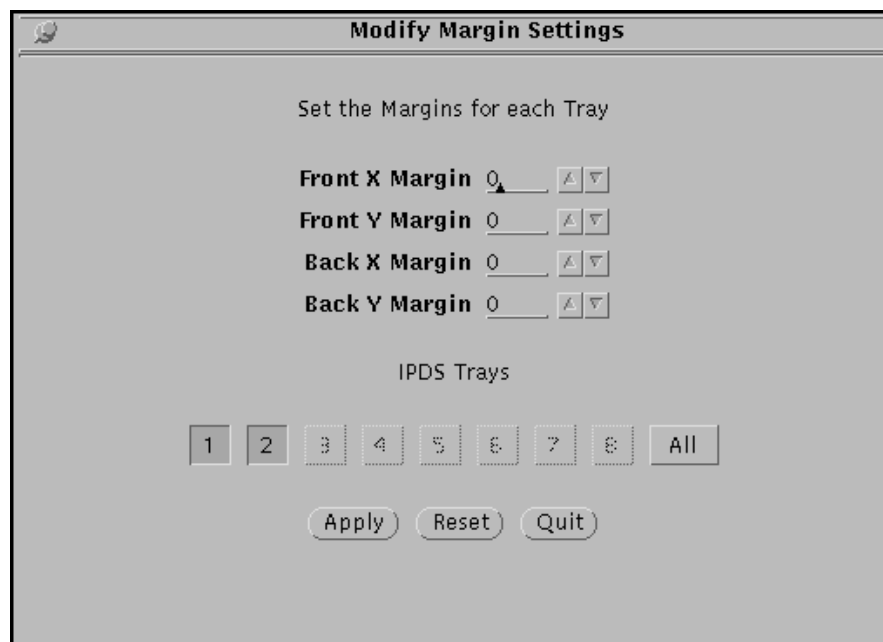 Modify Margin Settings
Set the Margins for each Tray
Front X Margin 0
Front Y Margin 0
Back X Margin 0
Back Y Margin 0
IPDS Trays
1 2 3 4 5 6 7 8 All
Apply Reset Quit